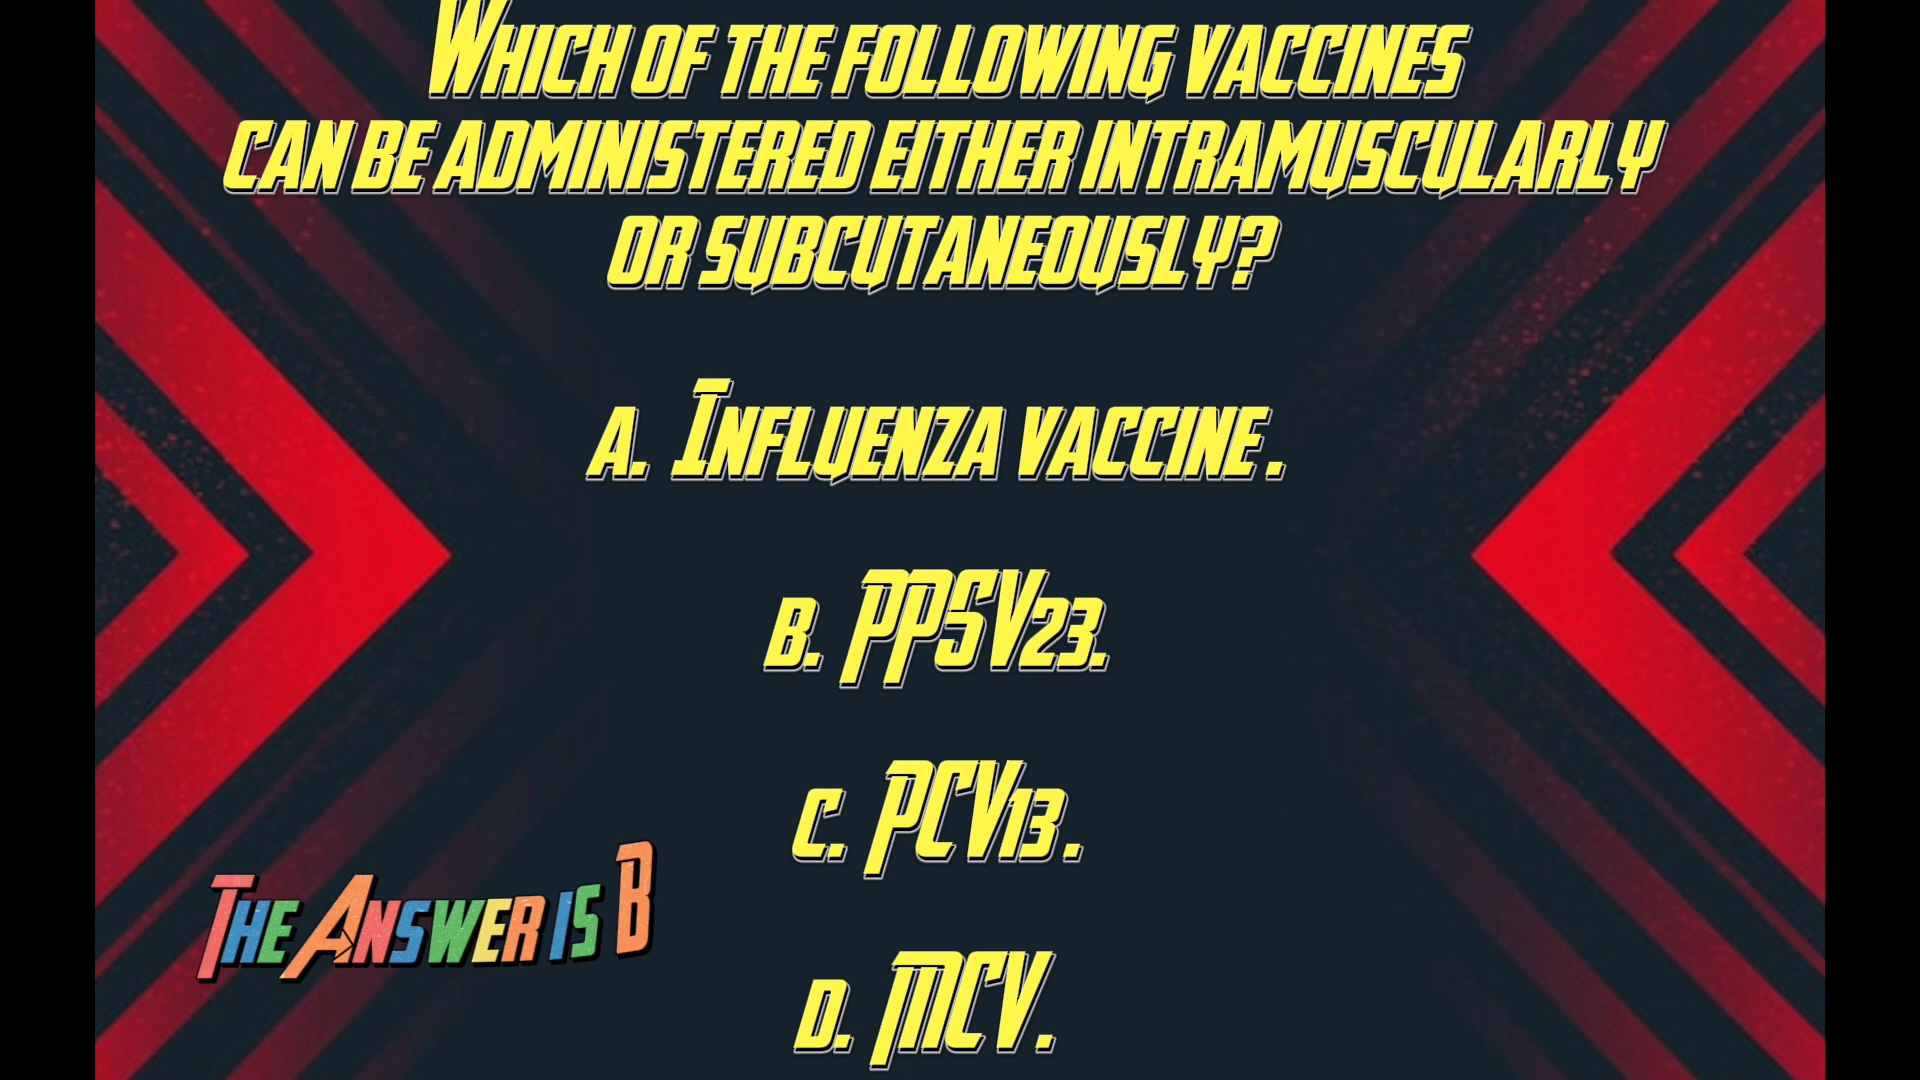 Which of the following vaccines
can be administered either intramuscularly
or subcutaneously?
a. Influenza vaccine.
b. PPSV23.
c. PCV13.
The Answer is B
d. MCV.